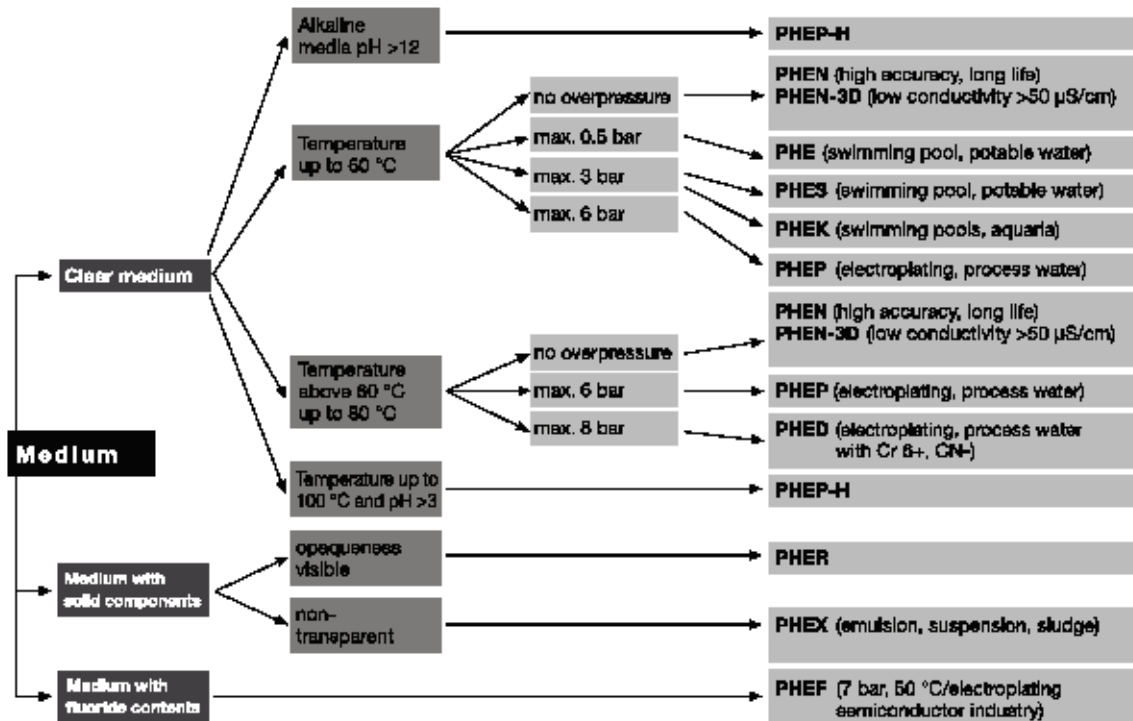 Medium
Clear medium
Alkaline
media pH >12
PHEP-H
Temperature
up to 60 °C
no overpressure
PHEN (high accuracy, long life)
PHEN-3D (low conductivity >50 µS/cm)
max. 0.5 bar
PHE (swimming pool, potable water)
max. 3 bar
PHES (swimming pool, potable water)
PHEK (swimming pools, aquaria)
max. 6 bar
PHEP (electroplating, process water)
Temperature
above 60 °C
up to 80 °C
no overpressure
PHEN (high accuracy, long life)
PHEN-3D (low conductivity >50 µS/cm)
max. 6 bar
PHEP (electroplating, process water)
max. 8 bar
PHED (electroplating, process water
with Cr 6+, CN-)
Temperature up to
100 °C and pH >3
PHEP-H
Medium with
solid components
opaqueness
visible
PHER
non-
transparent
PHEX (emulsion, suspension, sludge)
Medium with
fluoride contents
PHEF (7 bar, 50 °C/electroplating
semiconductor industry)